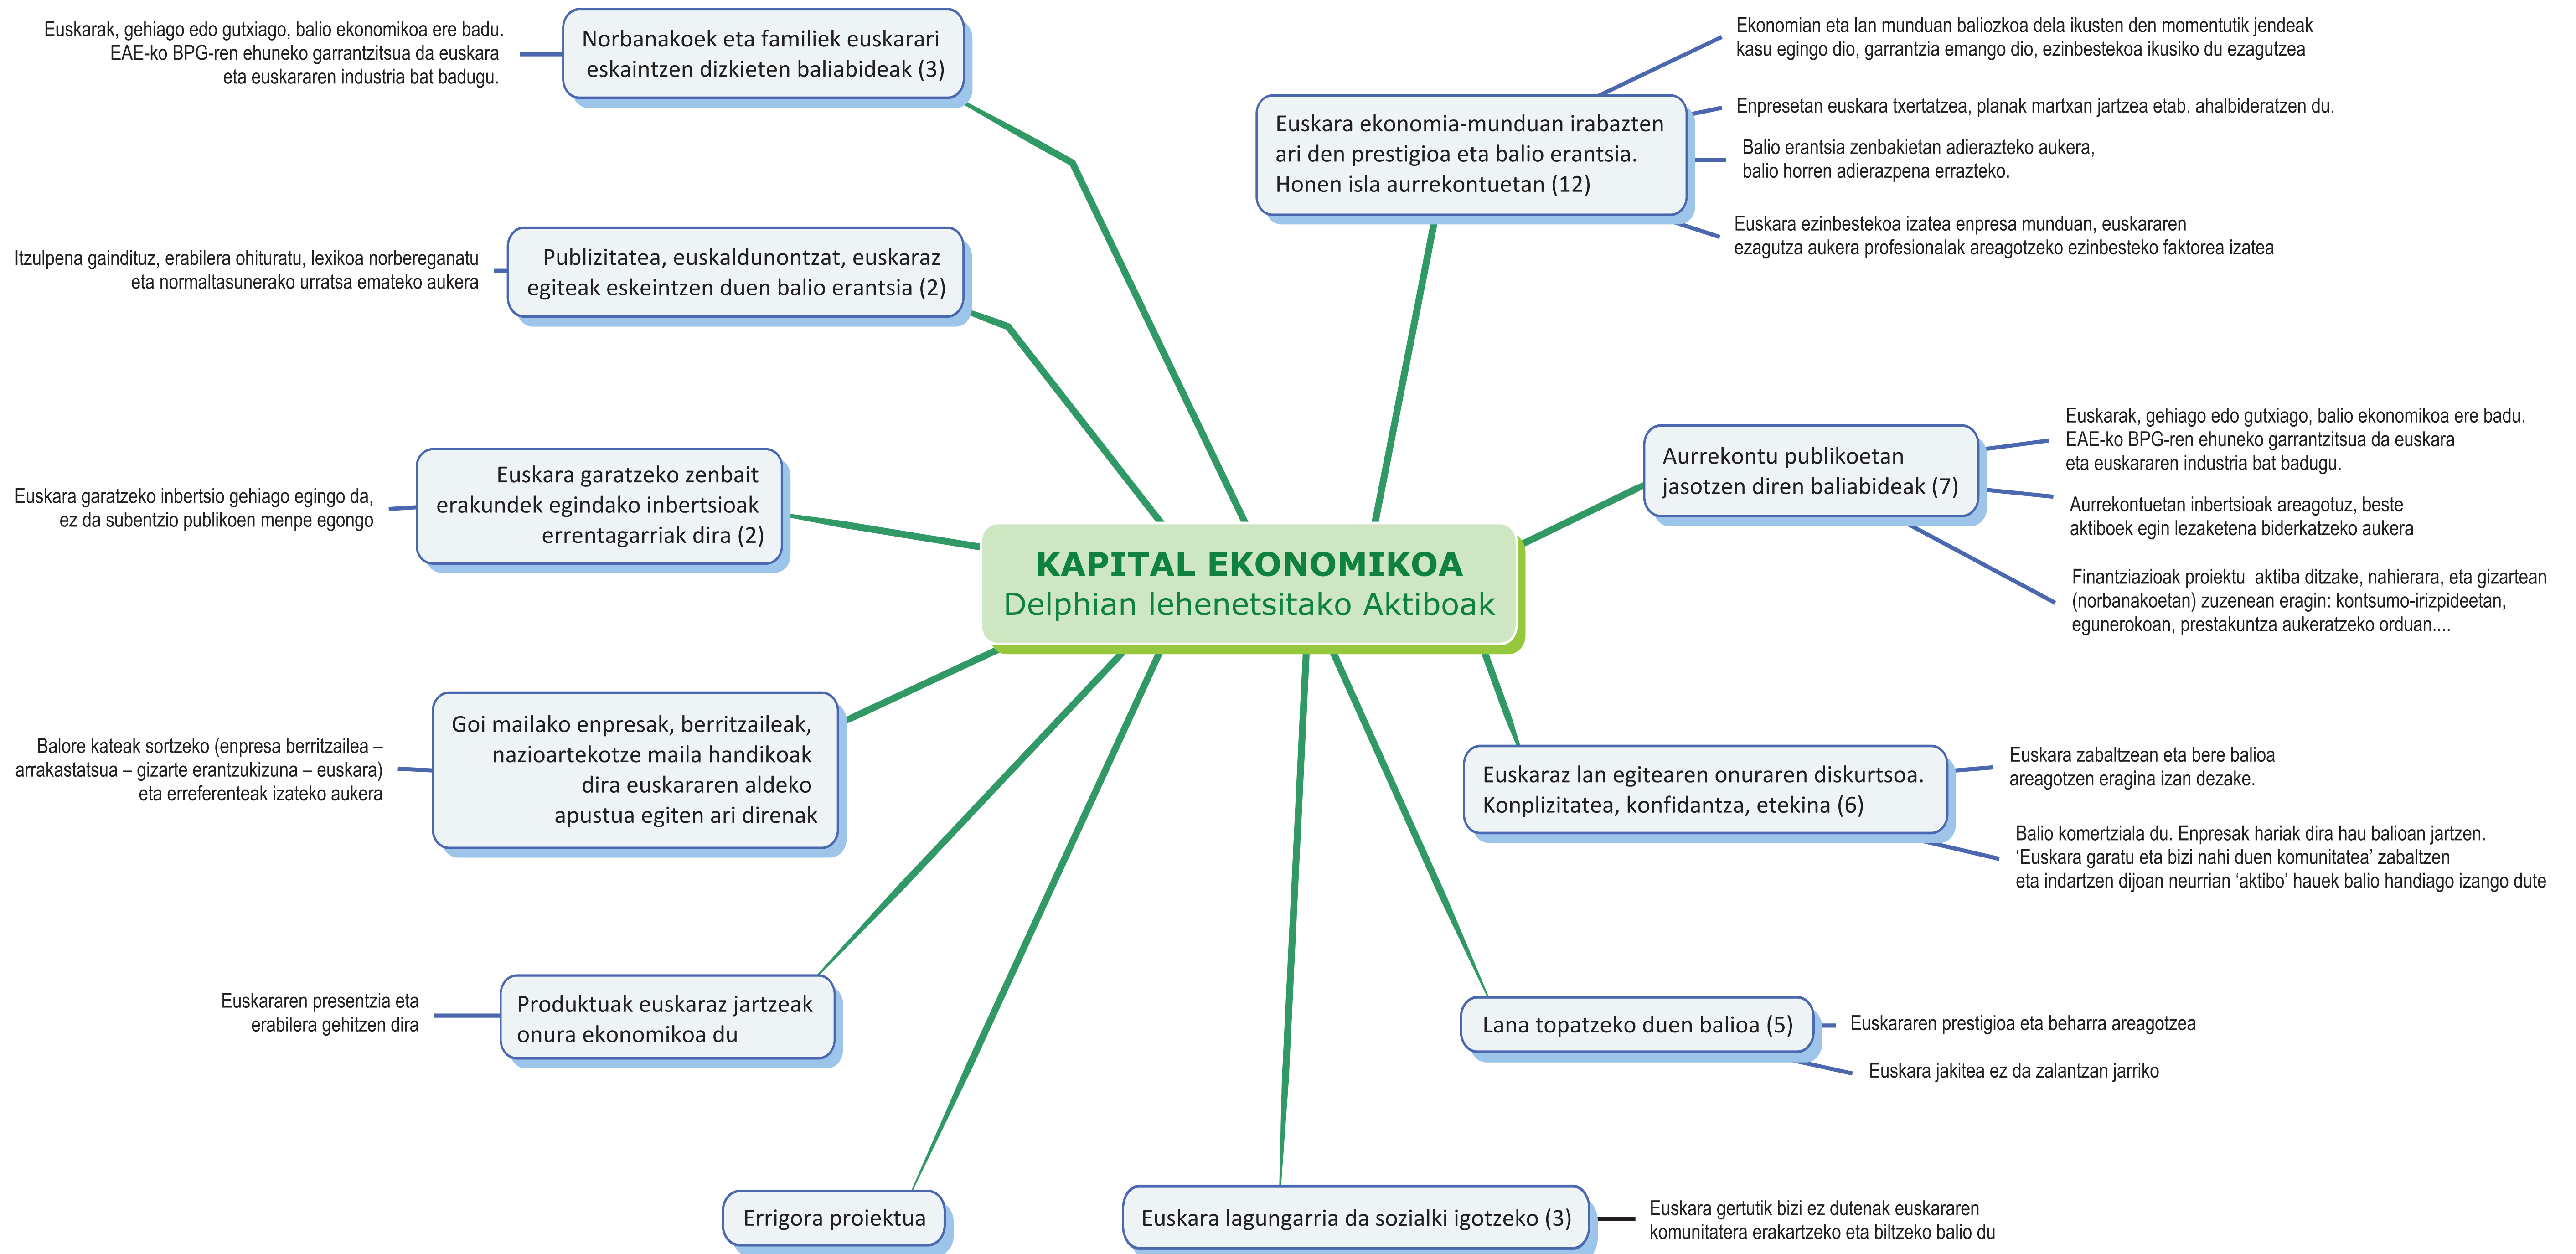 KAPITAL EKONOMIKOA
Delphian lehenetsitako Aktiboak
Euskara ekonomia-munduan irabazten
ari den prestigioa eta balio erantsia.
Honen isla aurrekontuetan (12)
Ekonomian eta lan munduan baliozkoa dela ikusten den momentutik jendeak
kasu egingo dio, garrantzia emango dio, ezinbestekoa ikusiko du ezagutzea
Enpresetan euskara txertatzea, planak martxan jartzea etab. ahalbideratzen du.
Balio erantsia zenbakietan adierazteko aukera,
balio horren adierazpena errazteko.
Euskara ezinbestekoa izatea enpresa munduan, euskararen
ezagutza aukera profesionalak areagotzeko ezinbesteko faktorea izatea
Aurrekontu publikoetan
jasotzen diren baliabideak (7)
Euskarak, gehiago edo gutxiago, balio ekonomikoa ere badu.
EAE-ko BPG-ren ehuneko garrantzitsua da euskara
eta euskararen industria bat badugu.
Aurrekontuetan inbertsioak areagotuz, beste
aktiboek egin lezaketena biderkatzeko aukera
Finantziazioak proiektu  aktiba ditzake, nahierara, eta gizartean
(norbanakoetan) zuzenean eragin: kontsumo-irizpideetan,
egunerokoan, prestakuntza aukeratzeko orduan....
Euskaraz lan egitearen onuraren diskurtsoa.
Konplizitatea, konfidantza, etekina (6)
Euskara zabaltzean eta bere balioa
areagotzen eragina izan dezake.
Balio komertziala du. Enpresak hariak dira hau balioan jartzen.
‘Euskara garatu eta bizi nahi duen komunitatea’ zabaltzen
eta indartzen dijoan neurrian ‘aktibo’ hauek balio handiago izango dute
Lana topatzeko duen balioa (5)
Euskararen prestigioa eta beharra areagotzea
Euskara jakitea ez da zalantzan jarriko
Euskara lagungarria da sozialki igotzeko (3)
Euskara gertutik bizi ez dutenak euskararen
komunitatera erakartzeko eta biltzeko balio du
Errigora proiektua
Produktuak euskaraz jartzeak
onura ekonomikoa du
Euskararen presentzia eta
erabilera gehitzen dira
Goi mailako enpresak, berritzaileak,
nazioartekotze maila handikoak
dira euskararen aldeko
apustua egiten ari direnak
Balore kateak sortzeko (enpresa berritzailea –
arrakastatsua – gizarte erantzukizuna – euskara)
eta erreferenteak izateko aukera
Euskara garatzeko zenbait
erakundek egindako inbertsioak
errentagarriak dira (2)
Euskara garatzeko inbertsio gehiago egingo da,
ez da subentzio publikoen menpe egongo
Publizitatea, euskaldunontzat, euskaraz
egiteak eskeintzen duen balio erantsia (2)
Itzulpena gaindituz, erabilera ohituratu, lexikoa norbereganatu
eta normaltasunerako urratsa emateko aukera
Norbanakoek eta familiek euskarari
eskaintzen dizkieten baliabideak (3)
Euskarak, gehiago edo gutxiago, balio ekonomikoa ere badu.
EAE-ko BPG-ren ehuneko garrantzitsua da euskara
eta euskararen industria bat badugu.